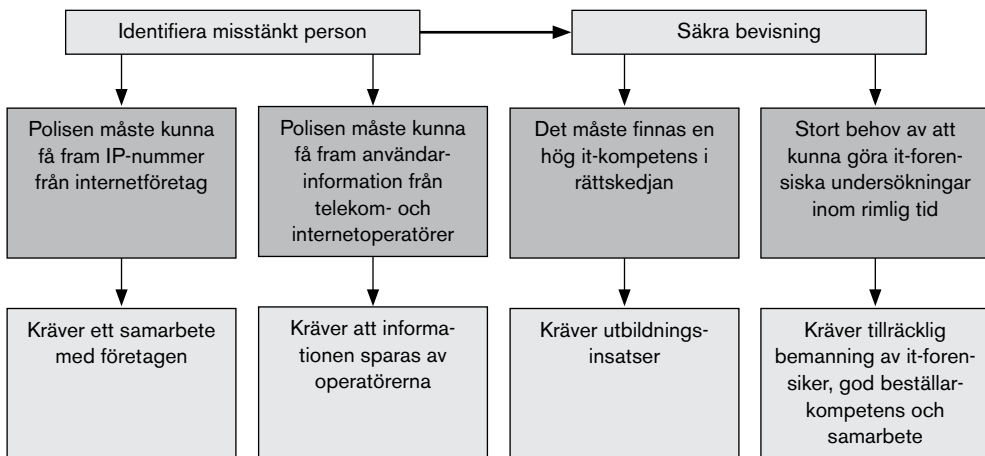 Identifiera misstänkt person
Säkra bevisning
Polisen måste kunna
få fram IP-nummer
från internetföretag
Polisen måste kunna
få fram användar-
information från
telekom- och
internetoperatörer
Det måste finnas en
hög it-kompetens i
rättskedjan
Stort behov av att
kunna göra it-foren-
siska undersökningar
inom rimlig tid
Kräver ett samarbete
med företagen
Kräver att informa-
tionen sparas av
operatörerna
Kräver utbildnings-
insatser
Kräver tillräcklig
bemanning av it-foren-
siker, god beställar-
kompetens och
samarbete